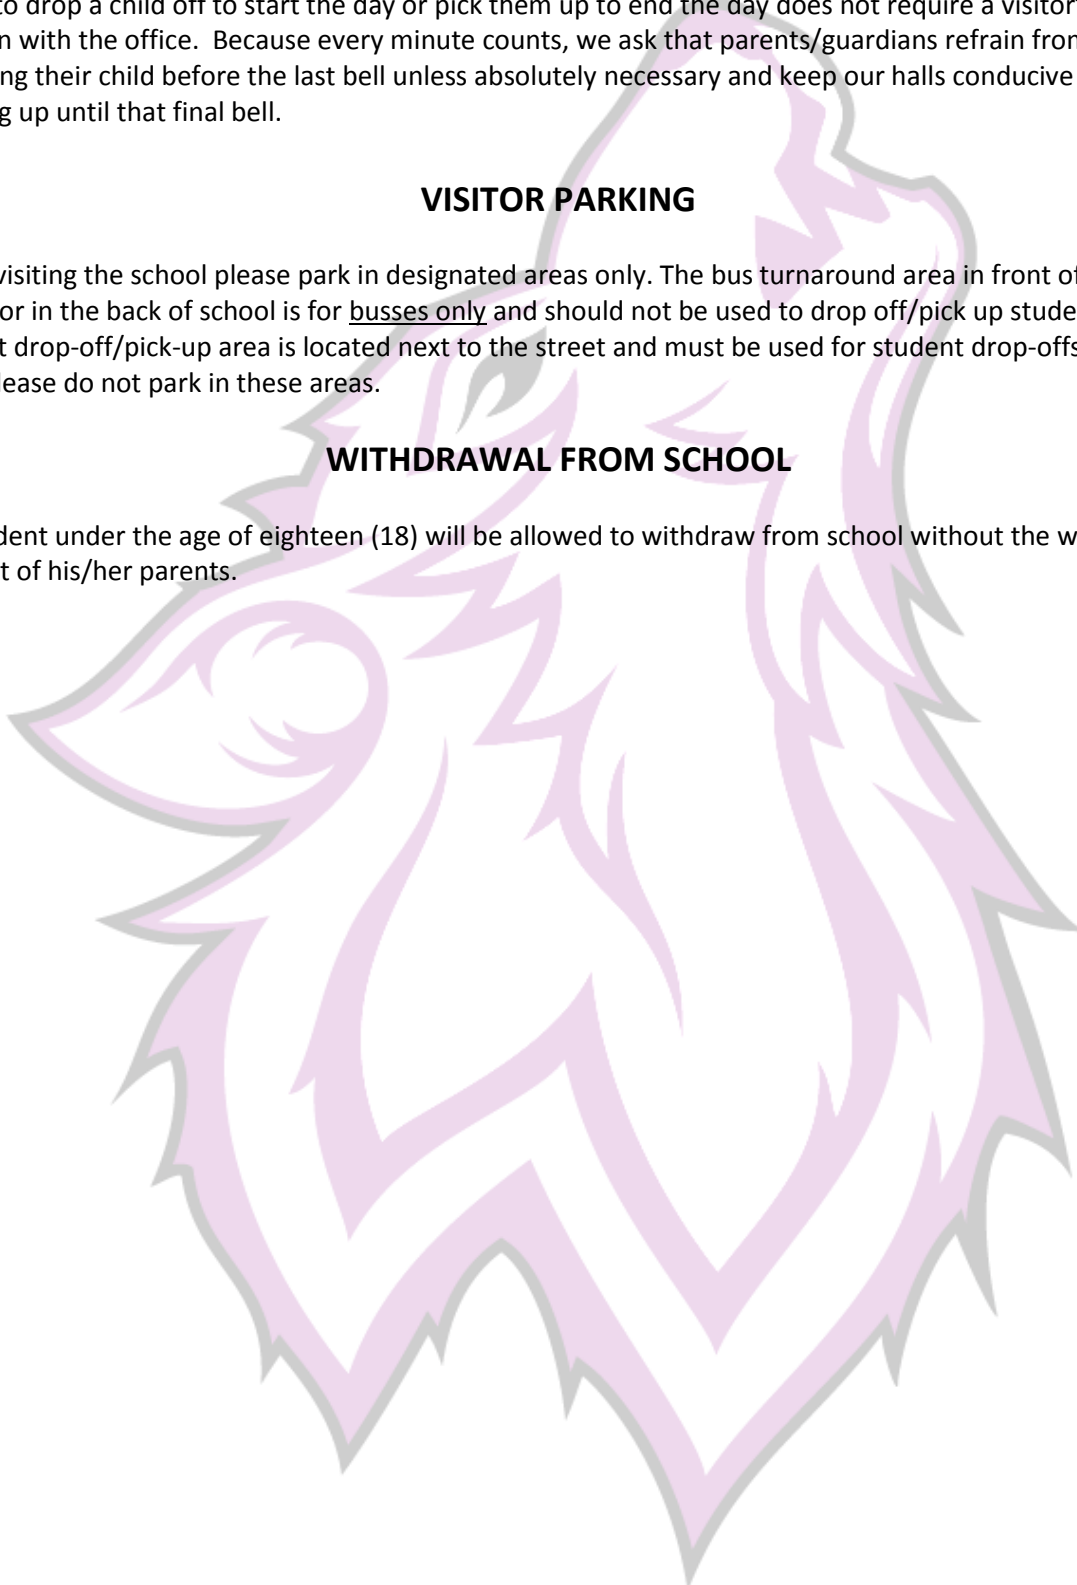 to drop a child off to start the day or pick them up to end the day does not require a visitor
n with the office.  Because every minute counts, we ask that parents/guardians refrain from
ng their child before the last bell unless absolutely necessary and keep our halls conducive
g up until that final bell.
VISITOR PARKING
visiting the school please park in designated areas only. The bus turnaround area in front of
or in the back of school is for busses only and should not be used to drop off/pick up stude
t drop-off/pick-up area is located next to the street and must be used for student drop-offs
lease do not park in these areas.
WITHDRAWAL FROM SCHOOL
dent under the age of eighteen (18) will be allowed to withdraw from school without the w
t of his/her parents.